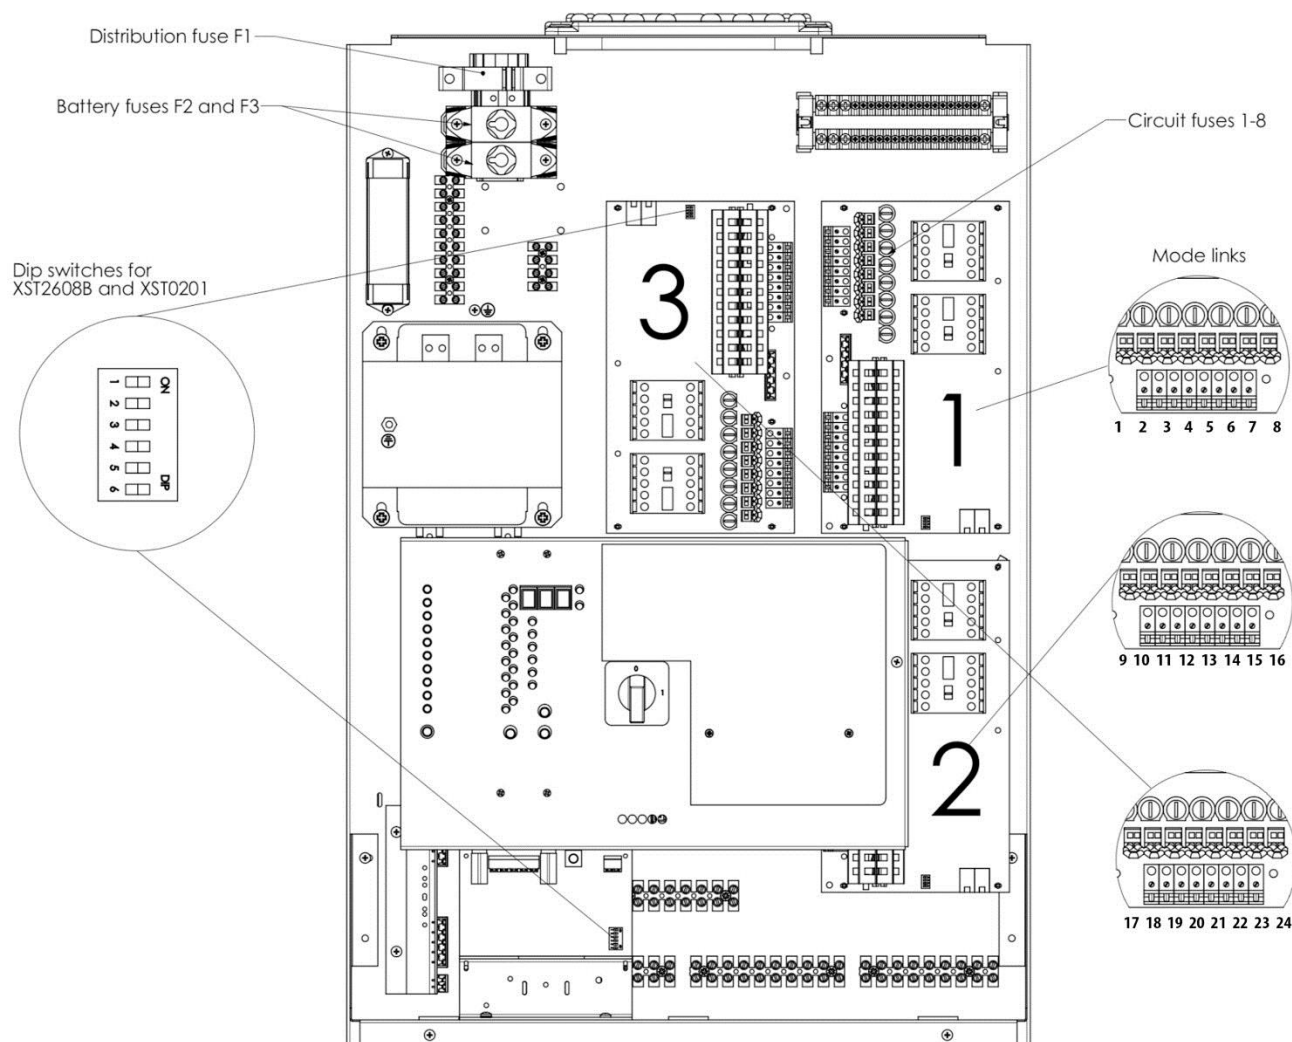 Distribution fuse F1
Battery fuses F2 and F3
Circuit fuses 1-8
Dip switches for
XST2608B and XST0201
Mode links
3
1
2
ON
DIP
1
2
3
4
5
6
0
1
1 2 3 4 5 6 7 8
9 10 11 12 13 14 15 16
17 18 19 20 21 22 23 24